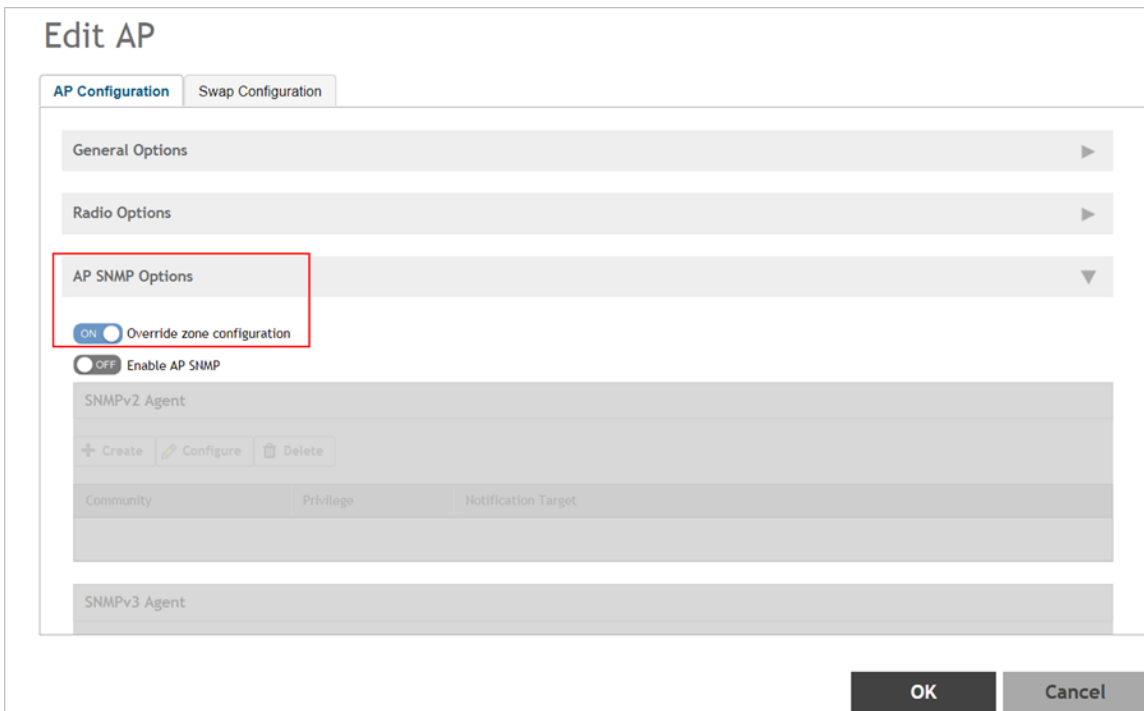 Edit AP
AP Configuration Swap Configuration
General Options
Radio Options
AP SNMP Options
ON Override zone configuration
OFF Enable AP SNMP
SNMPv2 Agent
Create Configure Delete
Community Privilege Notification Target
SNMPv3 Agent
OK Cancel